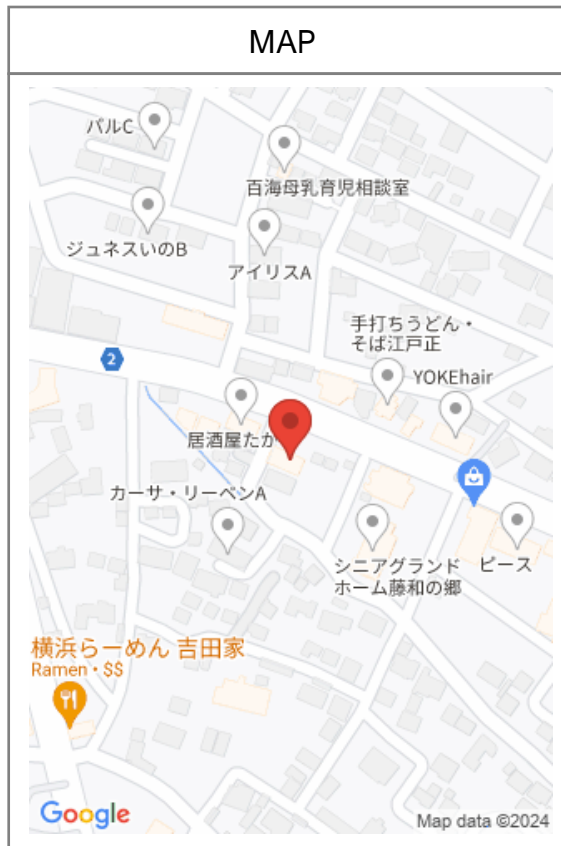 MAP
パルC
百海母乳育児相談室
ジュネスいのB
アイリスA
手打ちうどん・
そば江戸正
2
YOKEhair
居酒屋たか
カーサ・リーベンA
シニアグランド
ホーム藤和の郷
ピース
横浜らーめん 吉田家
Ramen・$$
Google
Map data ©2024